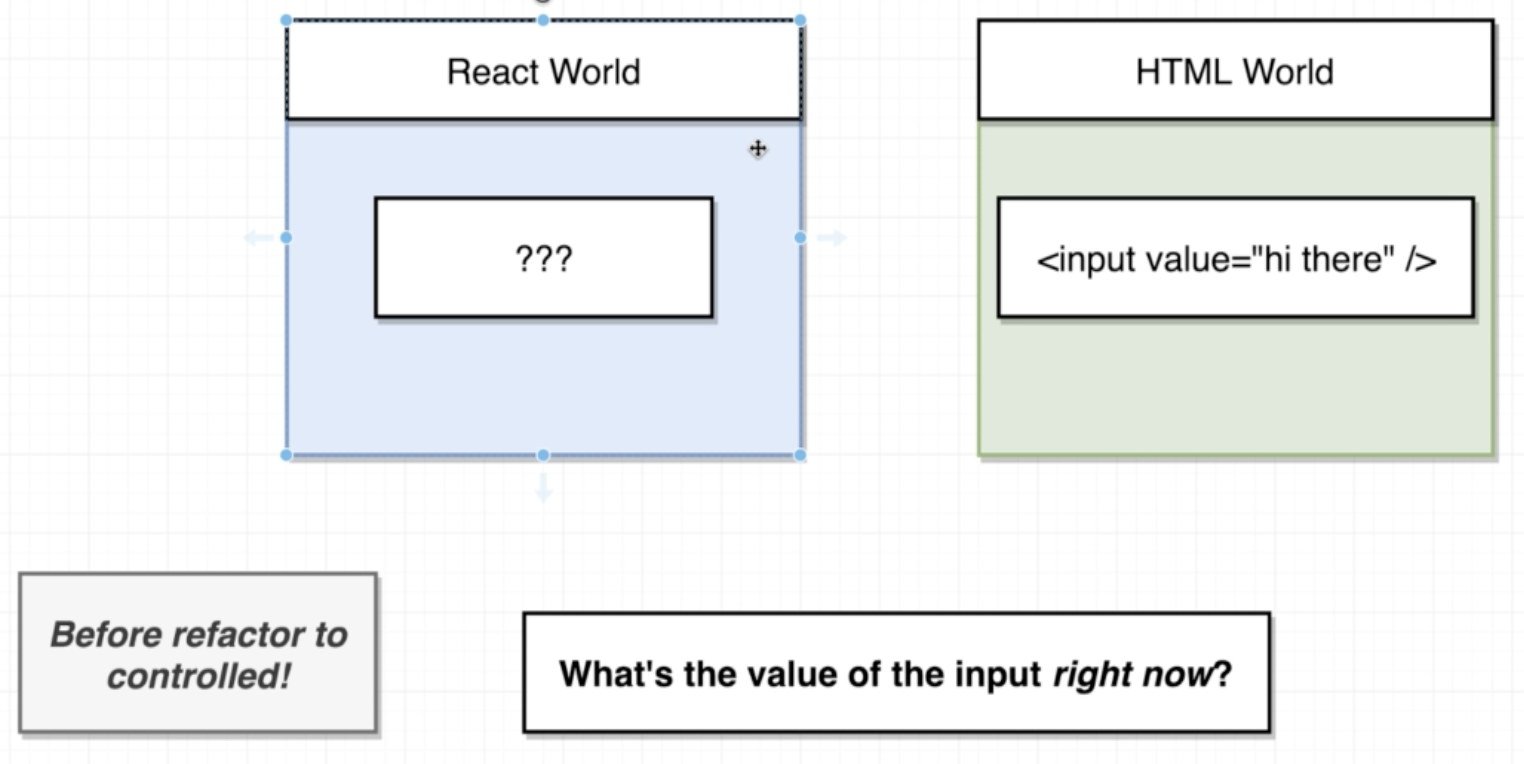 React World
HTML World
???
<input value="hi there" />
Before refactor to
controlled!
What's the value of the input right now?